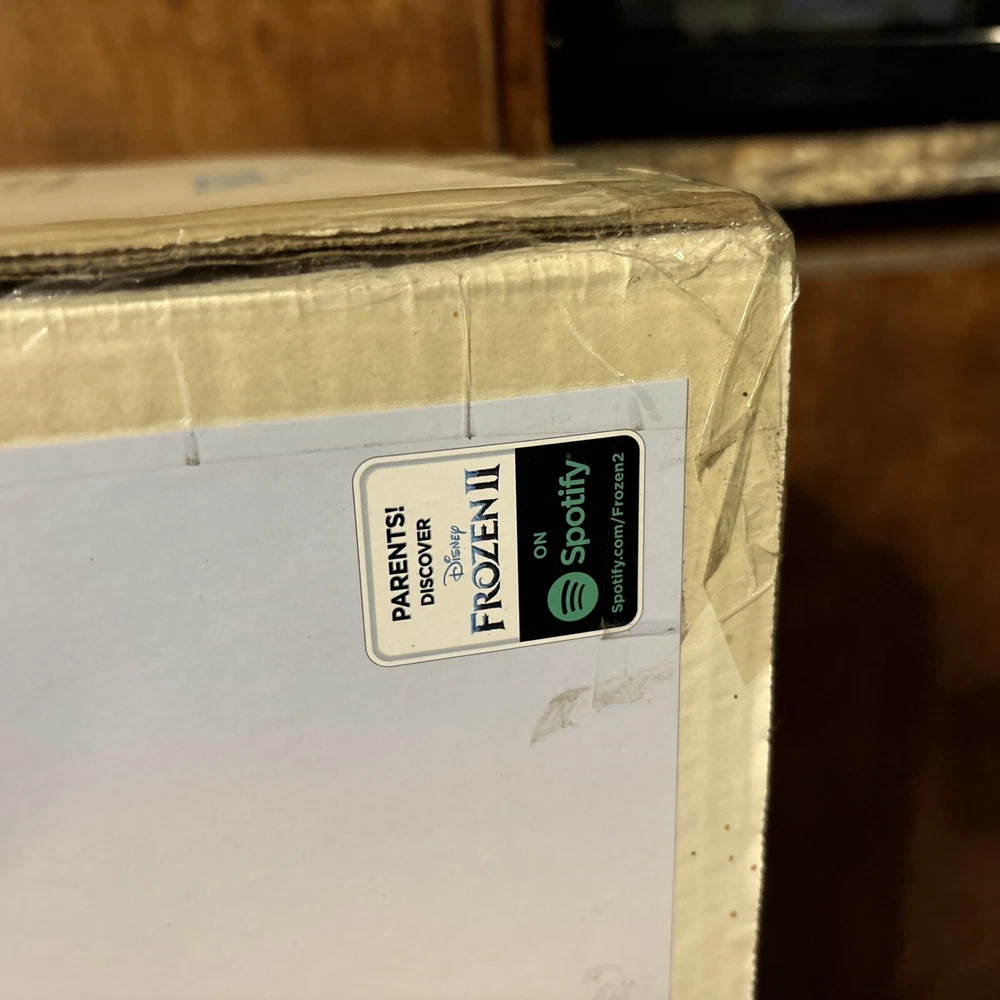 PARENTS!
DISCOVER
Disney
FROZEN II
ON
Spotify
Spotify.com/Frozen2